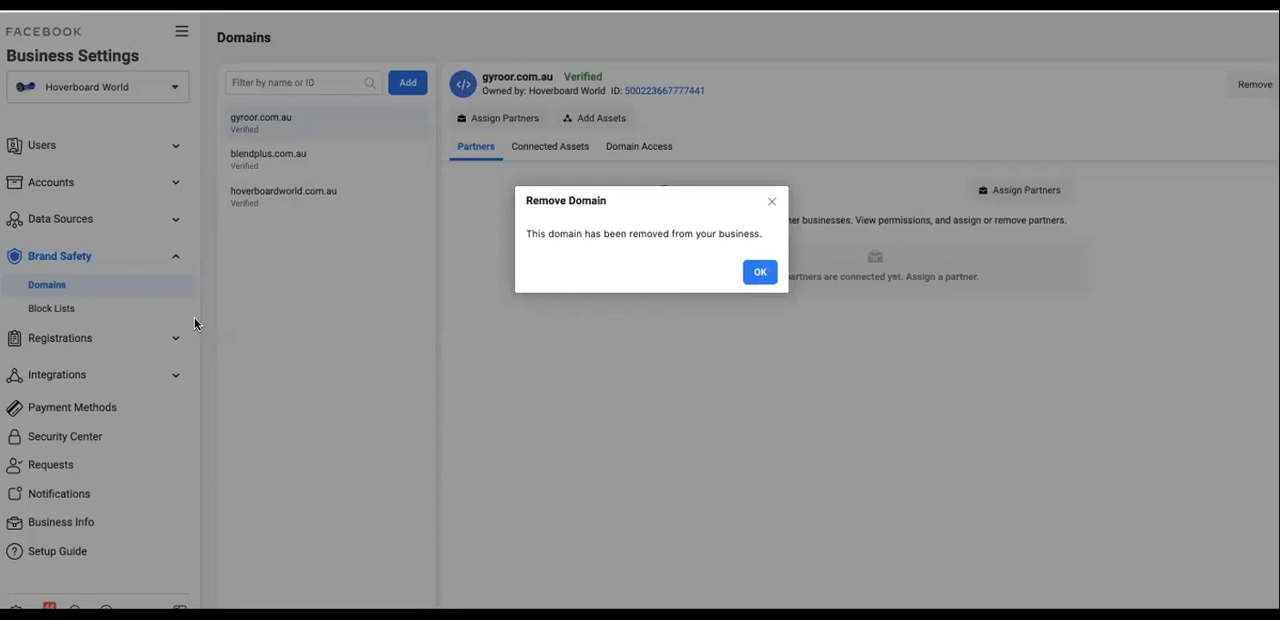 FACEBOOK
Business Settings
Hoverboard World
Users
Accounts
Data Sources
Brand Safety
Domains
Block Lists
Registrations
Integrations
Payment Methods
Security Center
Requests
Notifications
Business Info
Setup Guide
Domains
Filter by name or ID
Add
gyroor.com.au
Verified
blendplus.com.au
Verified
hoverboardworld.com.au
Verified
gyroor.com.au Verified
Owned by: Hoverboard World ID: 500223667777441
Remove
Assign Partners Add Assets
Partners Connected Assets Domain Access
Assign Partners
businesses. View permissions, and assign or remove partners.
are connected yet. Assign a partner.
Remove Domain
This domain has been removed from your business.
OK